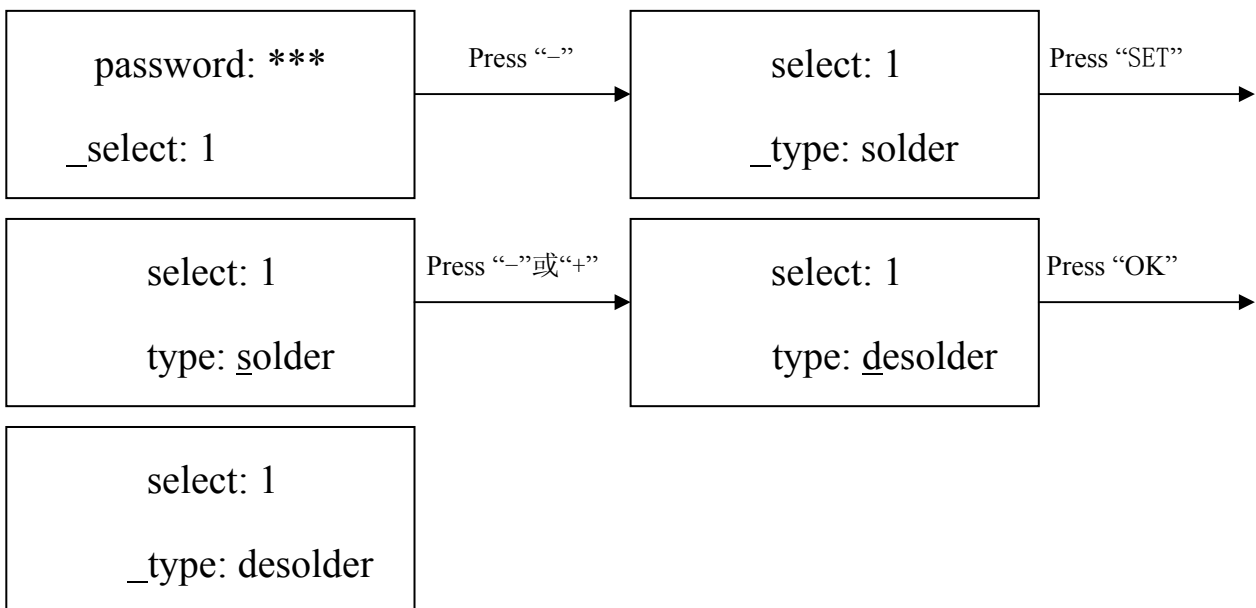 password: ***
_select: 1
Press “−”
select: 1
_type: solder
Press “SET”
select: 1
type: solder
Press “−”或“+”
select: 1
type: desolder
Press “OK”
select: 1
_type: desolder